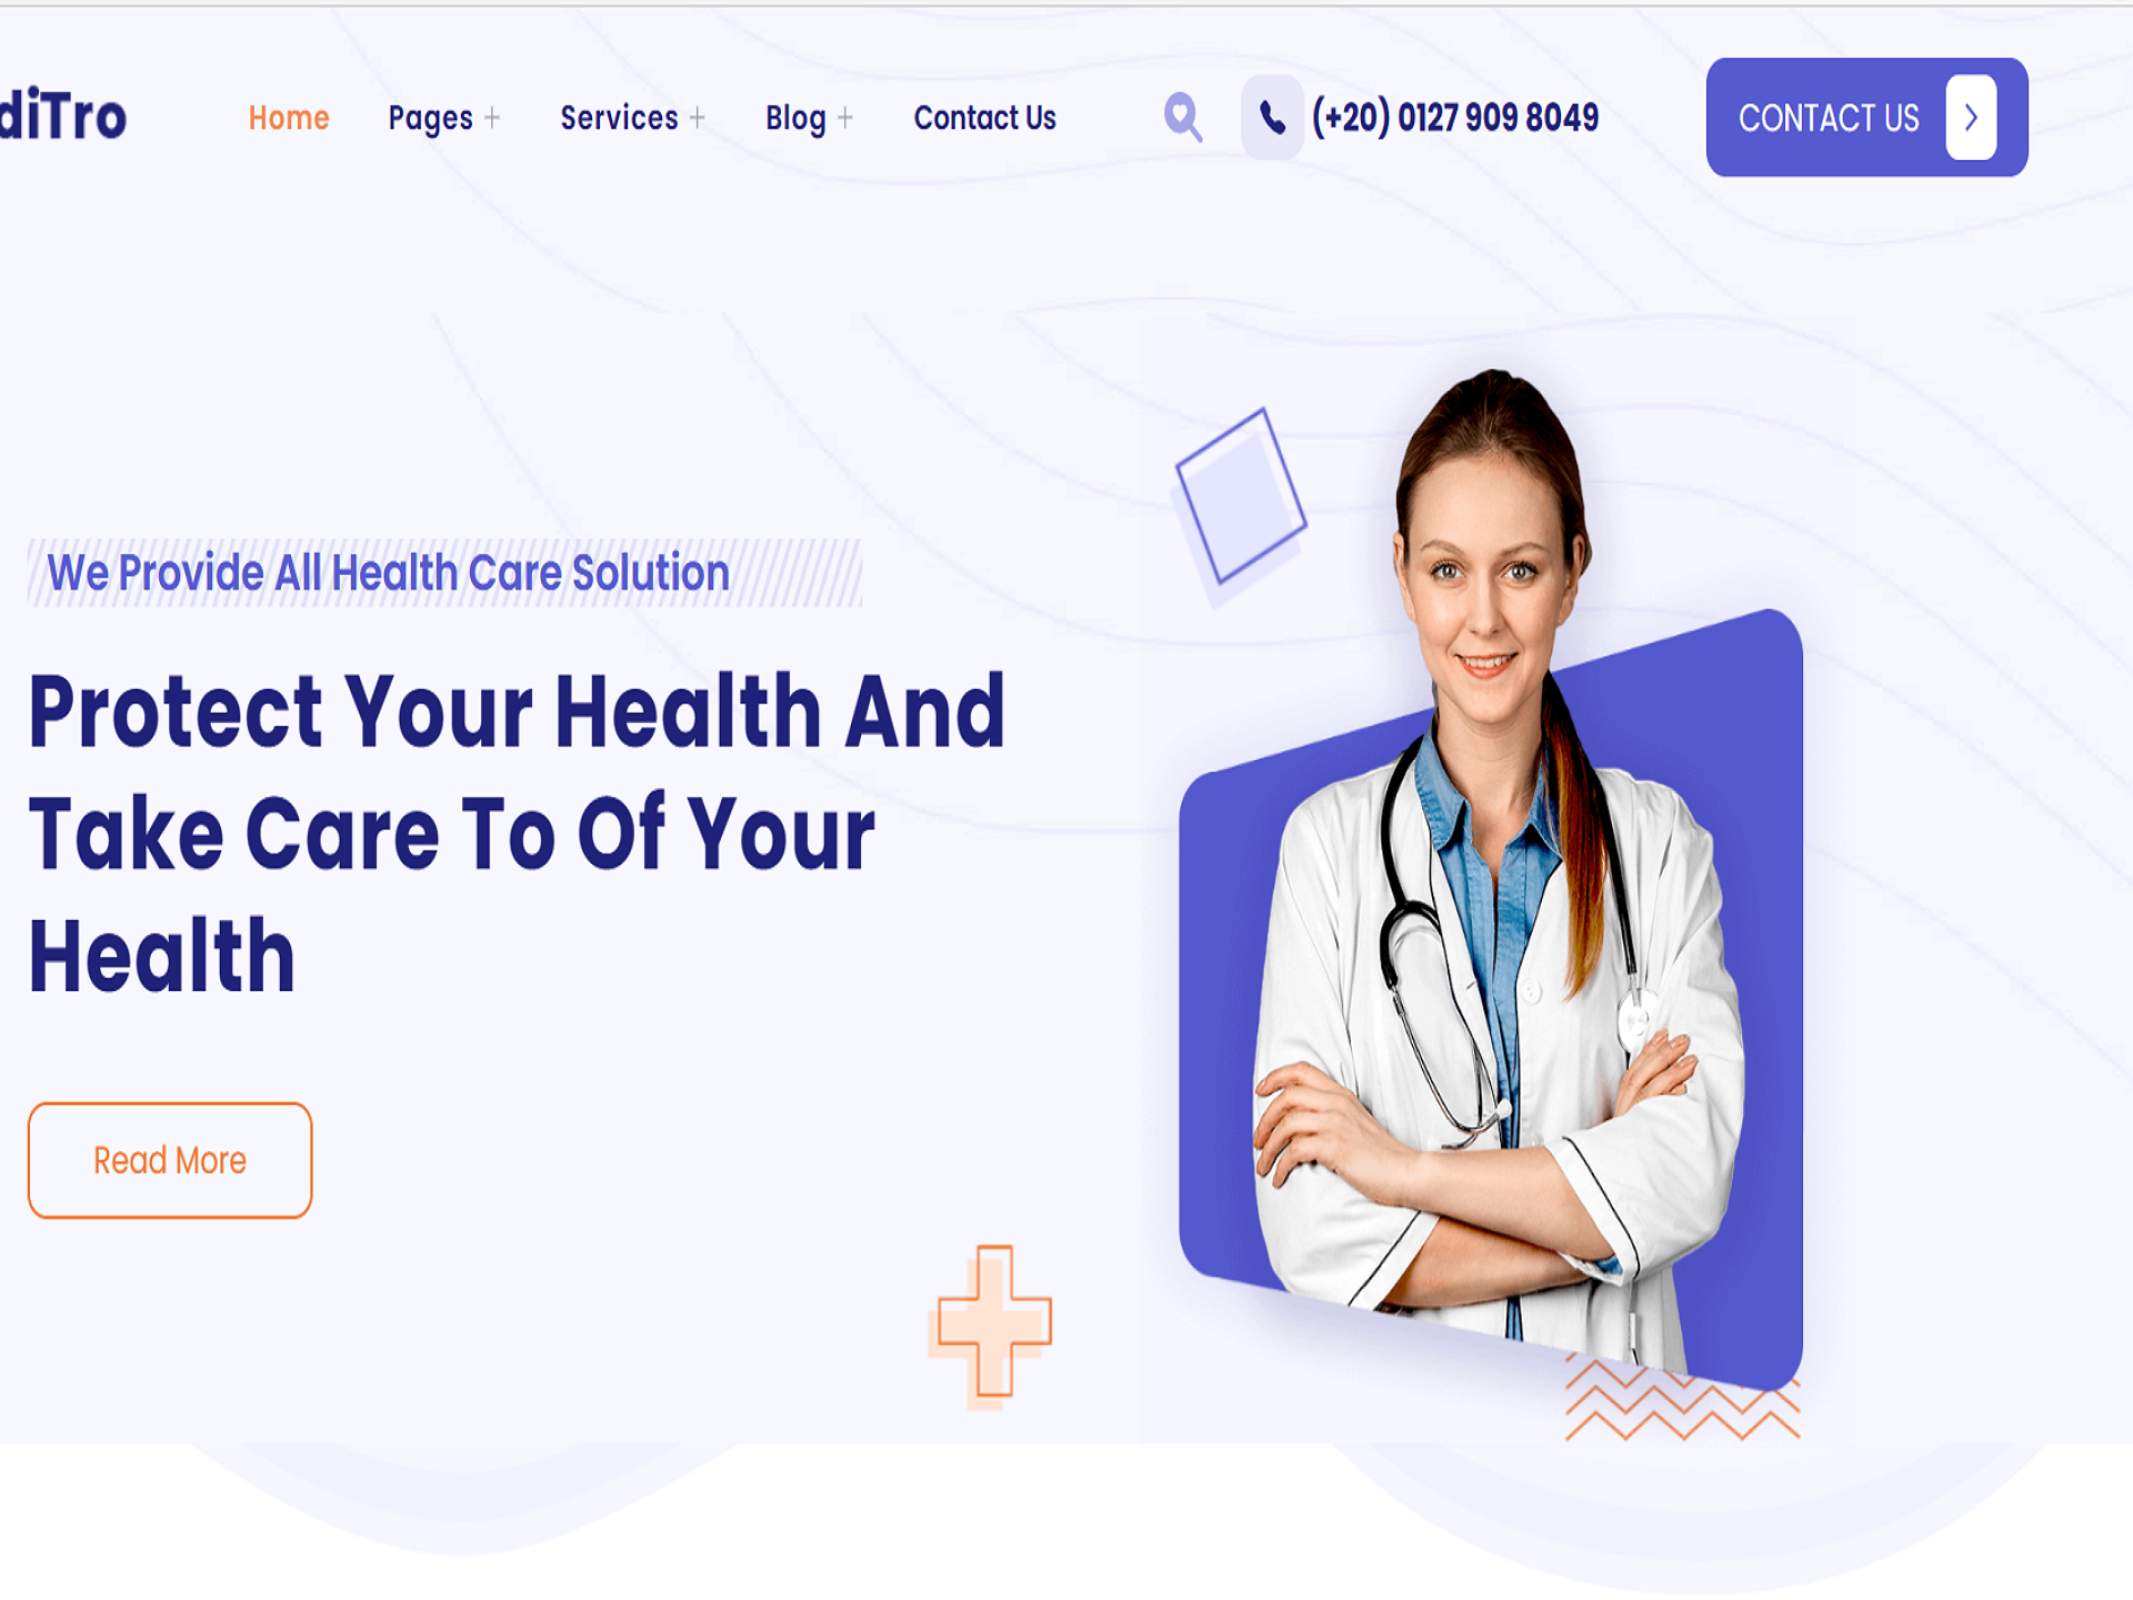 diTro
Home Pages + Services + Blog + Contact Us (+20) 0127 909 8049 CONTACT US
We Provide All Health Care Solution
Protect Your Health And
Take Care To Of Your
Health
Read More